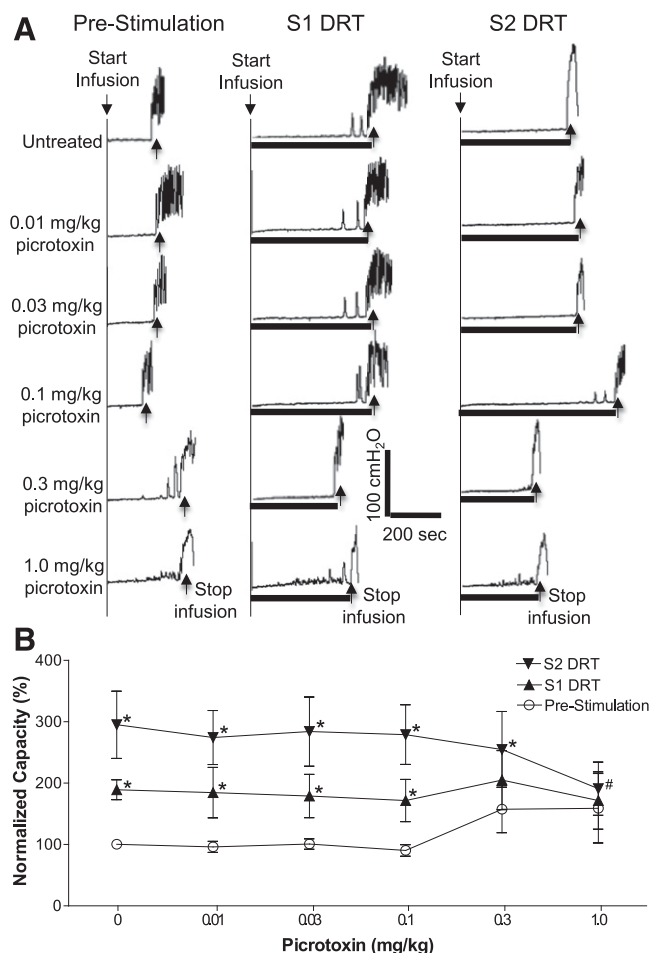 A
Pre-Stimulation S1 DRT S2 DRT
Start Infusion
Start Infusion
Start Infusion
Untreated
0.01 mg/kg
picrotoxin
0.03 mg/kg
picrotoxin
0.1 mg/kg
picrotoxin
0.3 mg/kg
picrotoxin
100 cmH₂O
200 sec
1.0 mg/kg
picrotoxin
Stop infusion
Stop infusion
Stop infusion
B
S2 DRT
S1 DRT
Pre-Stimulation
Normalized Capacity (%)
400
300
200
100
0
* * * * *
#
* * * *
0 0.01 0.03 0.1 0.3 1.0
Picrotoxin (mg/kg)